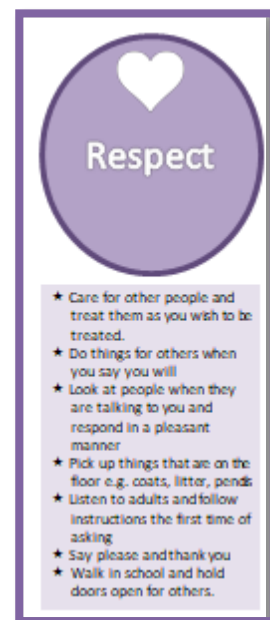 Respect
★ Care for other people and
treat them as you wish to be
treated.
★ Do things for others when
you say you will
★ Look at people when they
are talking to you and
respond in a pleasant
manner
★ Pick up things that are on the
floor e.g. coats, litter, pencils
★ Listen to adults and follow
instructions the first time of
asking
★ Say please and thank you
★ Walk in school and hold
doors open for others.